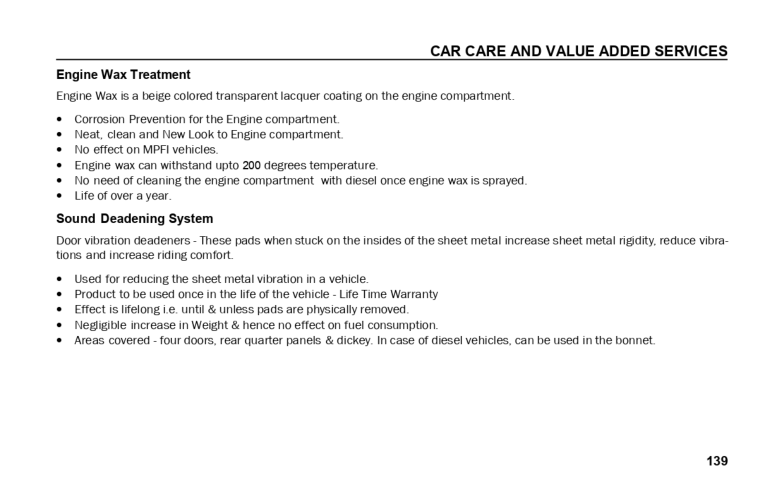 CAR CARE AND VALUE ADDED SERVICES
Engine Wax Treatment
Engine Wax is a beige colored transparent lacquer coating on the engine compartment.
• Corrosion Prevention for the Engine compartment.
• Neat, clean and New Look to Engine compartment.
• No effect on MPFI vehicles.
• Engine wax can withstand upto 200 degrees temperature.
• No need of cleaning the engine compartment with diesel once engine wax is sprayed.
• Life of over a year.
Sound Deadening System
Door vibration deadeners - These pads when stuck on the insides of the sheet metal increase sheet metal rigidity, reduce vibra-
tions and increase riding comfort.
• Used for reducing the sheet metal vibration in a vehicle.
• Product to be used once in the life of the vehicle - Life Time Warranty
• Effect is lifelong i.e. until & unless pads are physically removed.
• Negligible increase in Weight & hence no effect on fuel consumption.
• Areas covered - four doors, rear quarter panels & dickey. In case of diesel vehicles, can be used in the bonnet.
139